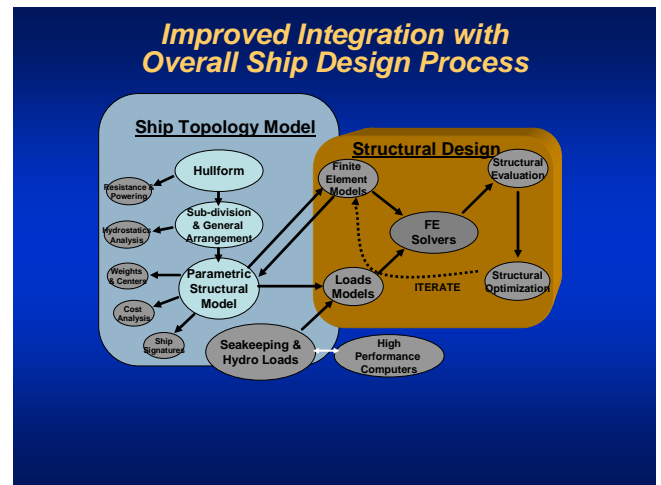 Improved Integration with
Overall Ship Design Process
Ship Topology Model
Structural Design
Hullform
Resistance &
Powering
Sub-division
& General
Arrangement
Hydrostatics
Analysis
Parametric
Structural
Model
Weights
& Centers
Cost
Analysis
Ship
Signatures
Finite
Element
Models
Structural
Evaluation
FE
Solvers
Loads
Models
ITERATE
Structural
Optimization
Seakeeping &
Hydro Loads
High
Performance
Computers